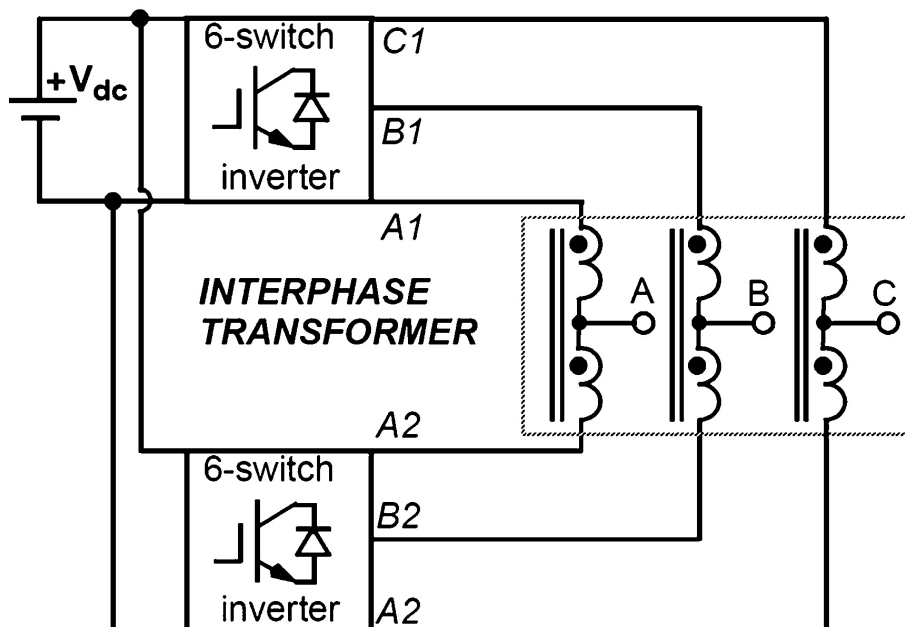 6-switch
inverter
+Vdc
C1
B1
A1
INTERPHASE
TRANSFORMER
A
B
C
A2
6-switch
inverter
B2
A2